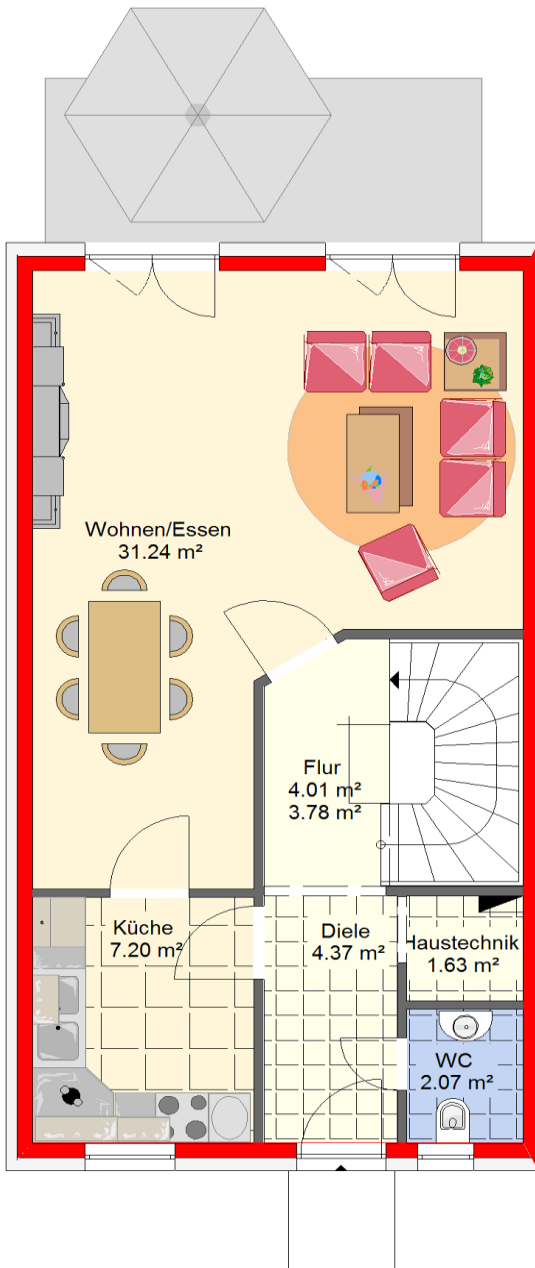 Wohnen/Essen
31.24 m²
Flur
4.01 m²
3.78 m²
Küche
7.20 m²
Diele
4.37 m²
Haustechnik
1.63 m²
WC
2.07 m²